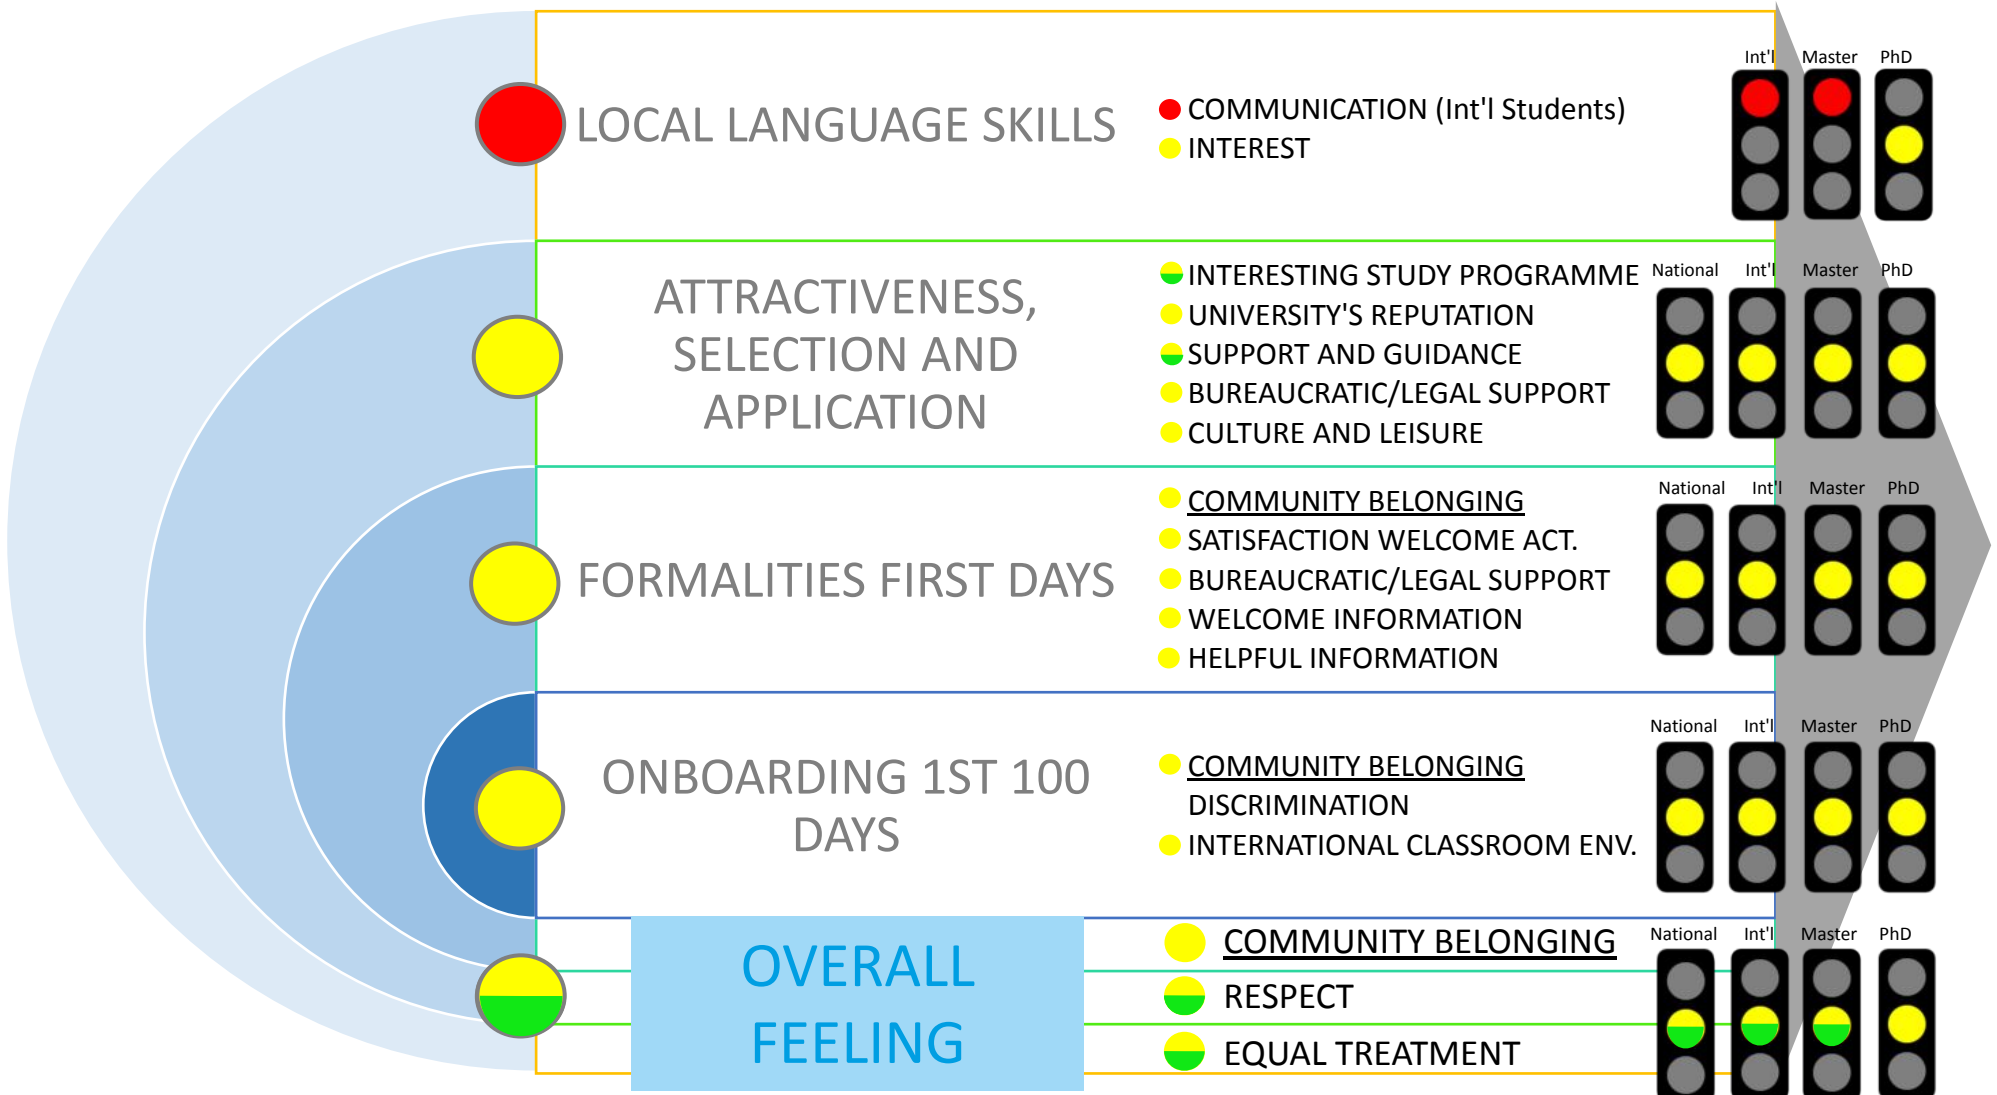 Int'l Master PhD
LOCAL LANGUAGE SKILLS
COMMUNICATION (Int'l Students)
INTEREST
National Int'l Master PhD
ATTRACTIVENESS,
SELECTION AND
APPLICATION
INTERESTING STUDY PROGRAMME
UNIVERSITY'S REPUTATION
SUPPORT AND GUIDANCE
BUREAUCRATIC/LEGAL SUPPORT
CULTURE AND LEISURE
National Int'l Master PhD
FORMALITIES FIRST DAYS
COMMUNITY BELONGING
SATISFACTION WELCOME ACT.
BUREAUCRATIC/LEGAL SUPPORT
WELCOME INFORMATION
HELPFUL INFORMATION
National Int'l Master PhD
ONBOARDING 1ST 100
DAYS
COMMUNITY BELONGING
DISCRIMINATION
INTERNATIONAL CLASSROOM ENV.
National Int'l Master PhD
OVERALL
FEELING
COMMUNITY BELONGING
RESPECT
EQUAL TREATMENT